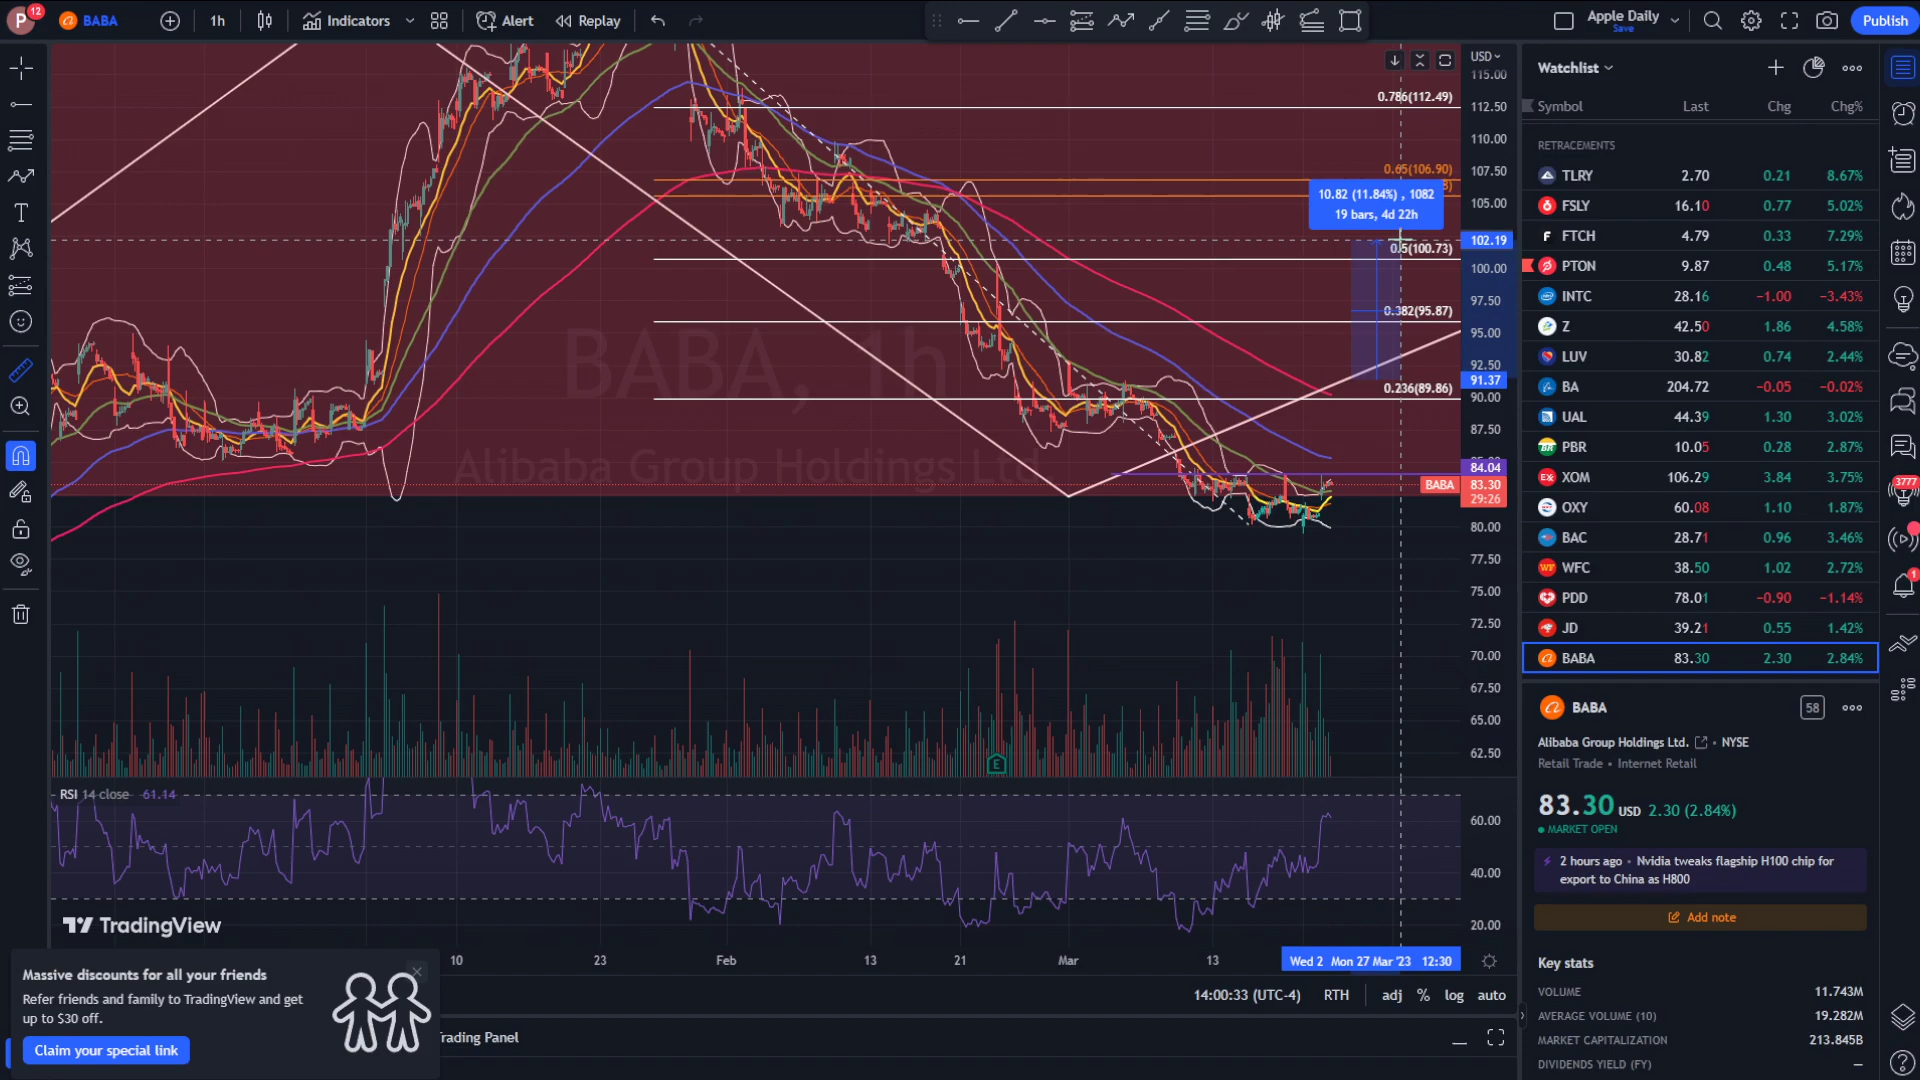 P
12
BABA
1h
Indicators
Alert
Replay
Apple Daily
Save
Publish
USD
115.00
112.50
110.00
107.50
105.00
102.19
100.00
97.50
95.00
92.50
91.37
90.00
87.50
84.04
BABA 83.30
29:26
80.00
77.50
75.00
72.50
70.00
67.50
65.00
62.50
0.786(112.49)
0.65(106.90)
10.82 (11.84%) , 1082
19 bars, 4d 22h
0.5(100.73)
0.382(95.87)
0.236(89.86)
BABA, 1h
Alibaba Group Holdings Ltd
E
RSI 14 close 61.14
60.00
40.00
20.00
TradingView
10 23 Feb 13 21 Mar 13 Wed 2 Mon 27 Mar '23 12:30
14:00:33 (UTC-4) RTH adj % log auto
Trading Panel
Massive discounts for all your friends
Refer friends and family to TradingView and get
up to $30 off.
Claim your special link
Watchlist
Symbol Last Chg Chg%
RETRACEMENTS
TLRY 2.70 0.21 8.67%
FSLY 16.10 0.77 5.02%
F FTCH 4.79 0.33 7.29%
PTON 9.87 0.48 5.17%
INTC 28.16 −1.00 −3.43%
Z 42.50 1.86 4.58%
LUV 30.82 0.74 2.44%
BA 204.72 −0.05 −0.02%
UAL 44.39 1.30 3.02%
BR PBR 10.05 0.28 2.87%
EX XOM 106.29 3.84 3.75%
OXY 60.08 1.10 1.87%
BAC 28.71 0.96 3.46%
WF WFC 38.50 1.02 2.72%
PDD 78.01 −0.90 −1.14%
JD 39.21 0.55 1.42%
BABA 83.30 2.30 2.84%
BABA
58
Alibaba Group Holdings Ltd. • NYSE
Retail Trade • Internet Retail
83.30 USD 2.30 (2.84%)
MARKET OPEN
2 hours ago • Nvidia tweaks flagship H100 chip for
export to China as H800
Add note
Key stats
VOLUME 11.743M
AVERAGE VOLUME (10) 19.282M
MARKET CAPITALIZATION 213.845B
DIVIDENDS YIELD (FY) —
3777
1